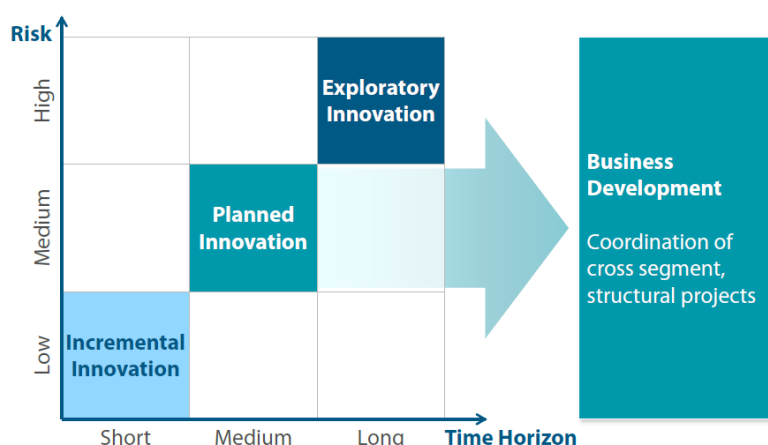 Risk
High
Medium
Low
Exploratory
Innovation
Planned
Innovation
Incremental
Innovation
Short
Medium
Long
Time Horizon
Business
Development
Coordination of
cross segment,
structural projects